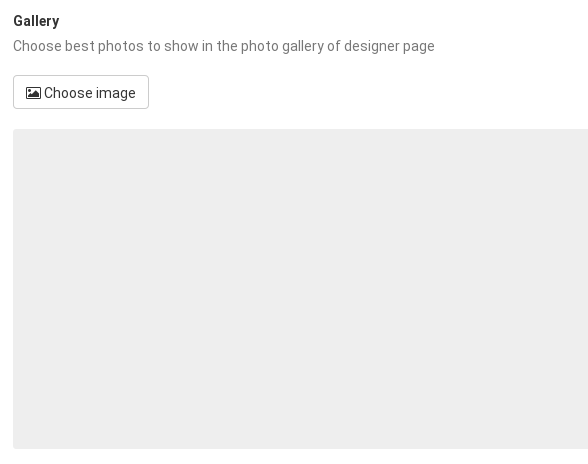 Gallery
Choose best photos to show in the photo gallery of designer page
Choose image